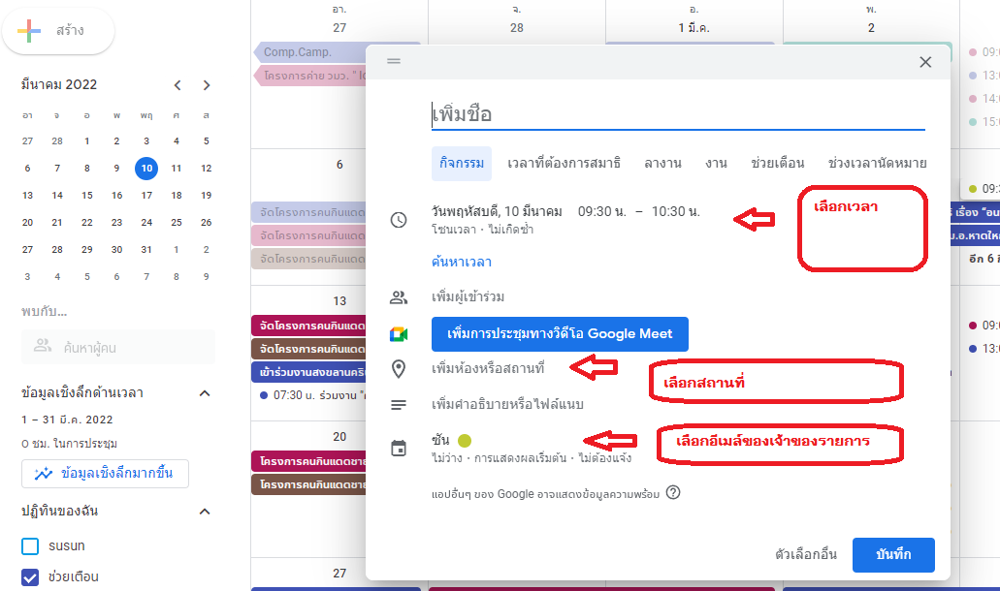 สร้าง
มีนาคม 2022
อา จ อ พ พฤ ศ ส
27 28 1 2 3 4 5
6 7 8 9 10 11 12
13 14 15 16 17 18 19
20 21 22 23 24 25 26
27 28 29 30 31 1 2
3 4 5 6 7 8 9
พบกับ...
ค้นหาผู้คน
ข้อมูลเชิงลึกด้านเวลา
1 – 31 มี.ค. 2022
0 ชม. ในการประชุม
ข้อมูลเชิงลึกมากขึ้น
ปฏิทินของฉัน
susun
ช่วยเตือน
อา. จ. อ. พ.
27 28 1 มี.ค. 2
Comp.Camp.
โครงการค่าย วมว. "
6
จัดโครงการคนกินแดด
จัดโครงการคนกินแดด
จัดโครงการคนกินแดด
13
จัดโครงการคนกินแดด
จัดโครงการคนกินแดด
เข้าร่วมงานสงขลานคริ
07:30 น. ร่วมงาน
20
โครงการคนกินแดดชาย
โครงการคนกินแดดชาย
27
เพิ่มชื่อ
กิจกรรม เวลาที่ต้องการสมาธิ ลางาน งาน ช่วยเตือน ช่วงเวลานัดหมาย
วันพฤหัสบดี, 10 มีนาคม 09:30 น. – 10:30 น.
โซนเวลา · ไม่เกิดซ้ำ
ค้นหาเวลา
เลือกเวลา
เพิ่มผู้เข้าร่วม
เพิ่มการประชุมทางวิดีโอ Google Meet
เพิ่มห้องหรือสถานที่
เลือกสถานที่
เพิ่มคำอธิบายหรือไฟล์แนบ
ซัน
ไม่ว่าง · การแสดงผลเริ่มต้น · ไม่ต้องแจ้ง
เลือกอีเมล์ของเจ้าของรายการ
แอปอื่นๆ ของ Google อาจแสดงข้อมูลความพร้อม
ตัวเลือกอื่น
บันทึก
09:
13:
14:
15:
09:
เรื่อง "อน
ม.อ.หาดให
อีก 6
09:
13: